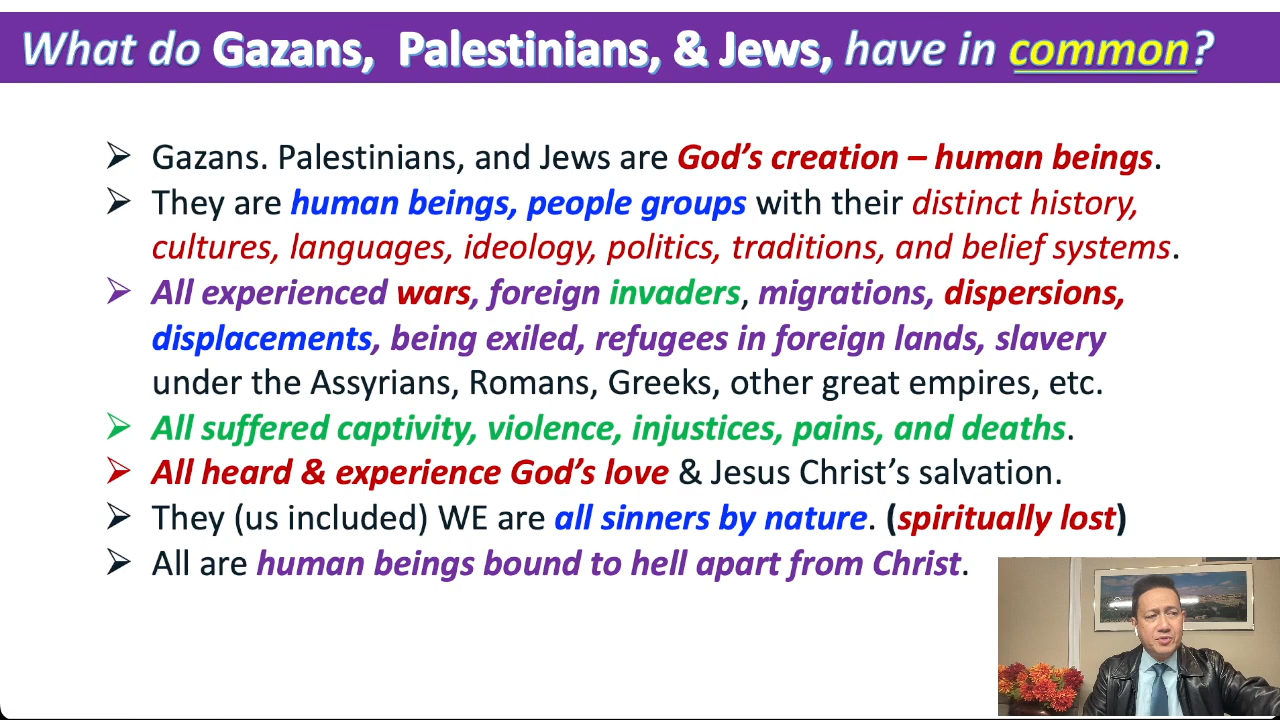 What do Gazans, Palestinians, & Jews, have in common?
Gazans. Palestinians, and Jews are God's creation – human beings.
They are human beings, people groups with their distinct history,
cultures, languages, ideology, politics, traditions, and belief systems.
All experienced wars, foreign invaders, migrations, dispersions,
displacements, being exiled, refugees in foreign lands, slavery
under the Assyrians, Romans, Greeks, other great empires, etc.
All suffered captivity, violence, injustices, pains, and deaths.
All heard & experience God's love & Jesus Christ's salvation.
They (us included) WE are all sinners by nature. (spiritually lost)
All are human beings bound to hell apart from Christ.